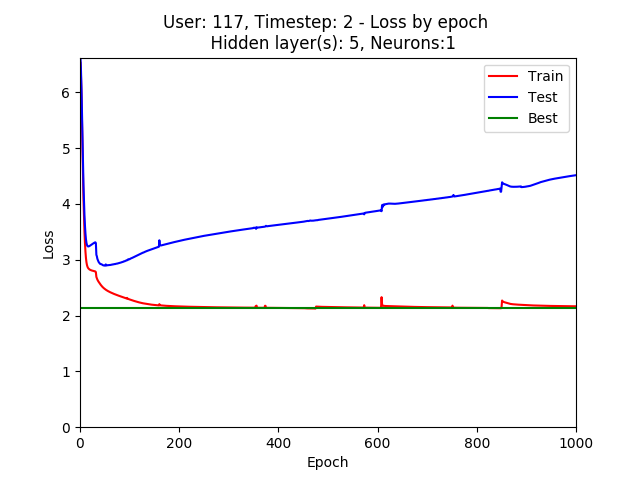 User: 117, Timestep: 2 - Loss by epoch
Hidden layer(s): 5, Neurons:1
Train
Test
Best
6
5
4
3
2
1
0
Loss
0 200 400 600 800 1000
Epoch